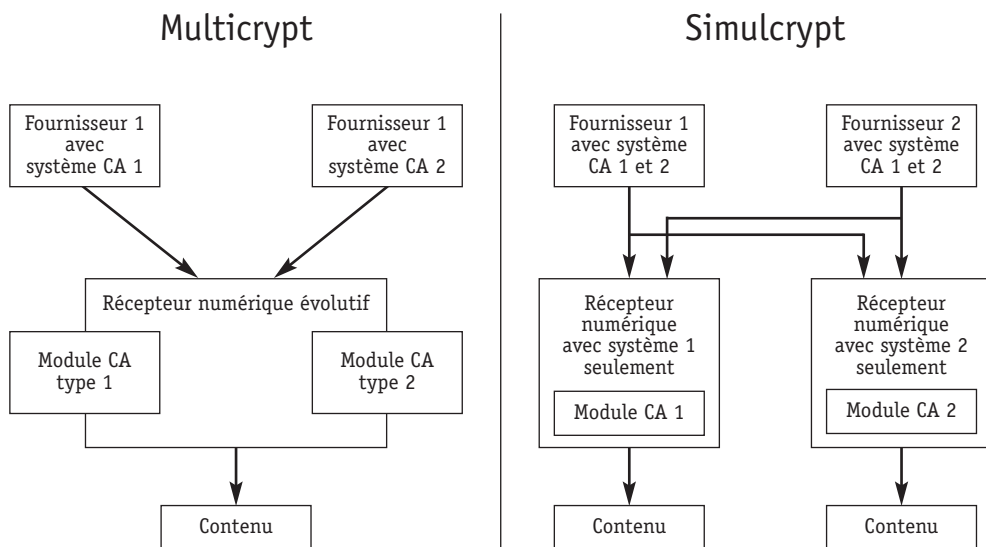 Multicrypt
Fournisseur 1
avec
système CA 1
Fournisseur 1
avec
système CA 2
Récepteur numérique évolutif
Module CA
type 1
Module CA
type 2
Contenu
Simulcrypt
Fournisseur 1
avec système
CA 1 et 2
Fournisseur 2
avec système
CA 1 et 2
Récepteur
numérique
avec système 1
seulement
Module CA 1
Récepteur
numérique
avec système 2
seulement
Module CA 2
Contenu
Contenu